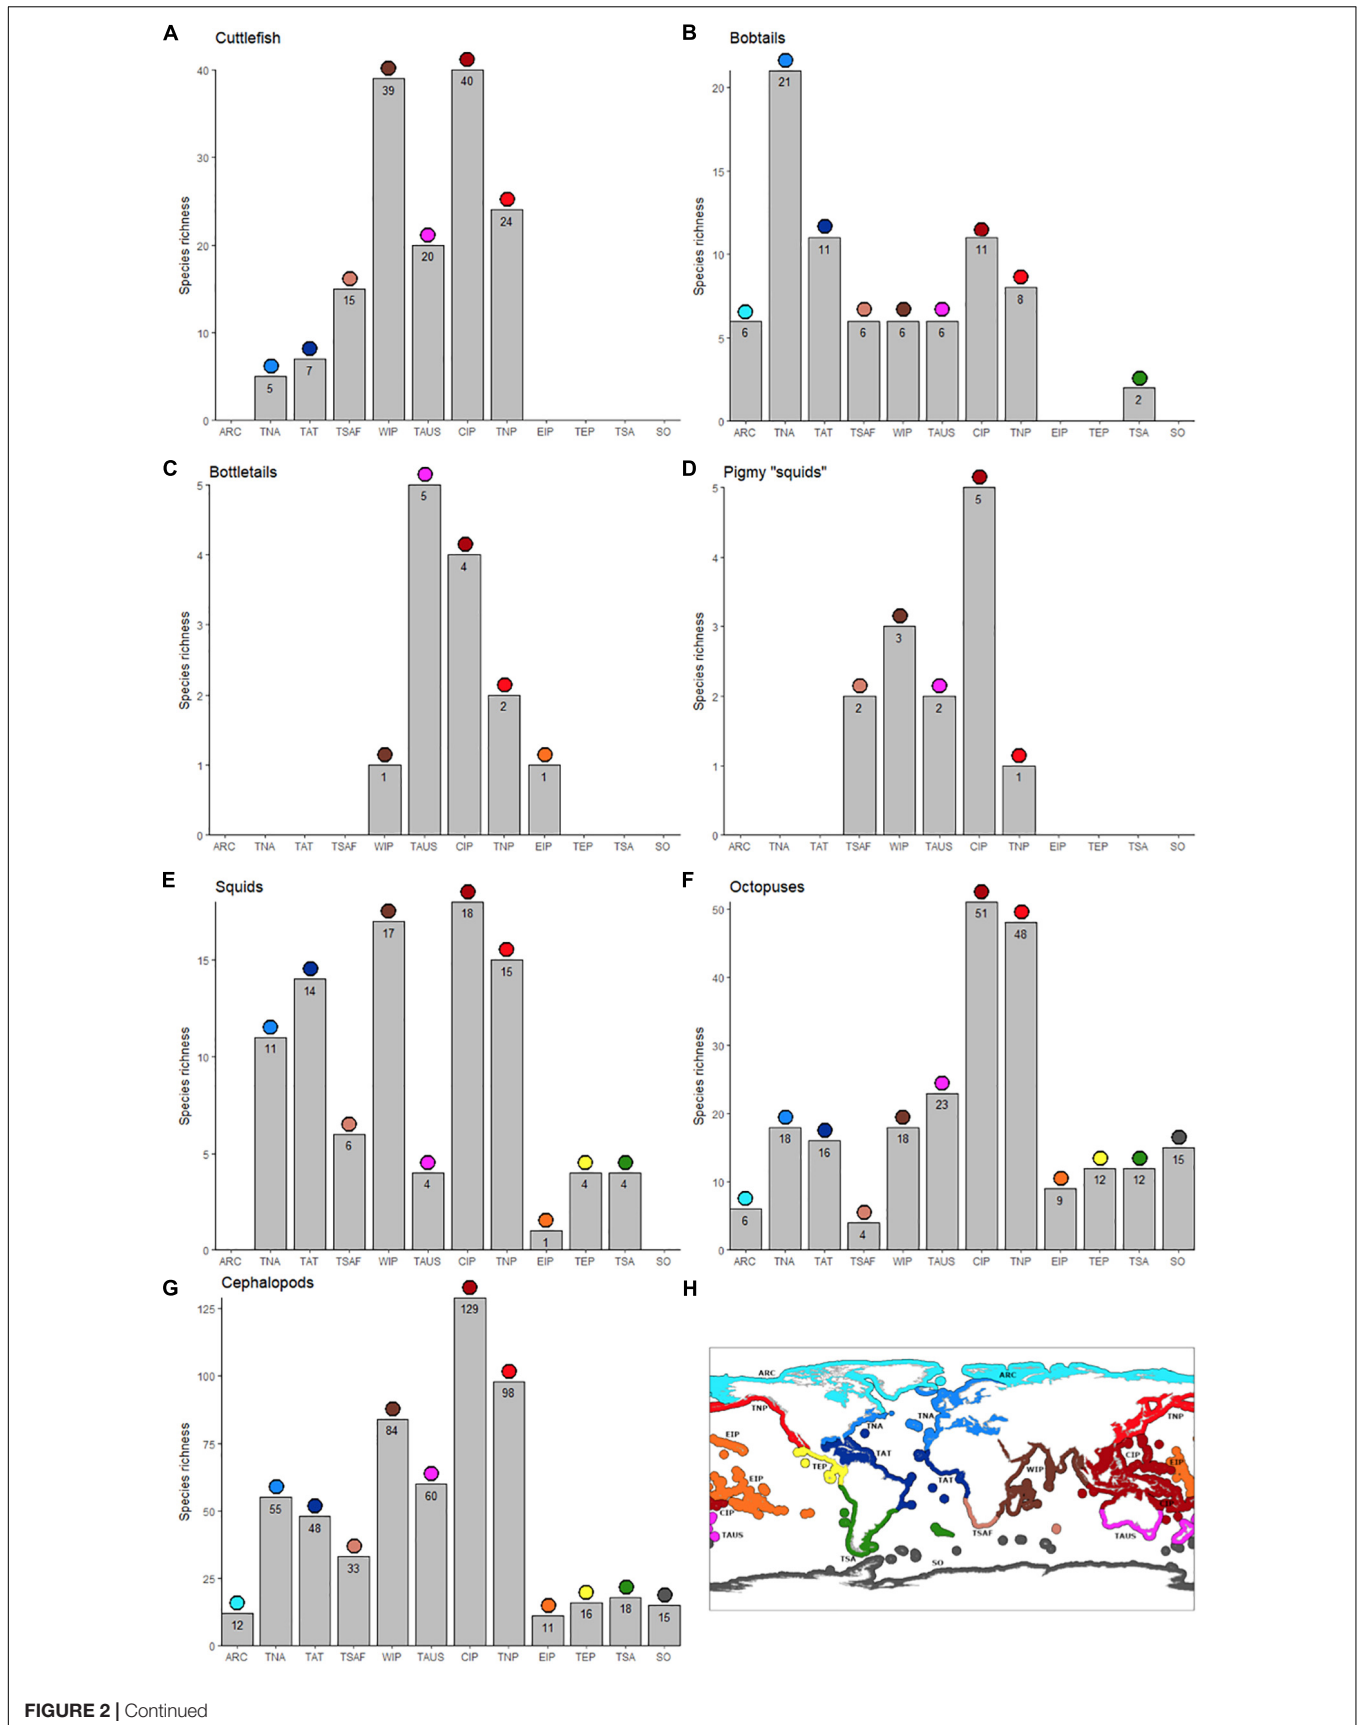 A Cuttlefish
Species richness
40
30
20
10
0
5 7 15 39 20 40 24
ARC TNA TAT TSAF WIP TAUS CIP TNP EIP TEP TSA SO
B Bobtails
Species richness
20
15
10
5
0
6 21 11 6 6 6 11 8 2
ARC TNA TAT TSAF WIP TAUS CIP TNP EIP TEP TSA SO
C Bottletails
Species richness
5
4
3
2
1
0
1 5 4 2 1
ARC TNA TAT TSAF WIP TAUS CIP TNP EIP TEP TSA SO
D Pigmy "squids"
Species richness
5
4
3
2
1
0
2 3 2 5 1
ARC TNA TAT TSAF WIP TAUS CIP TNP EIP TEP TSA SO
E Squids
Species richness
15
10
5
0
11 14 6 17 4 18 15 1 4 4
ARC TNA TAT TSAF WIP TAUS CIP TNP EIP TEP TSA SO
F Octopuses
Species richness
50
40
30
20
10
0
6 18 16 4 18 23 51 48 9 12 12 15
ARC TNA TAT TSAF WIP TAUS CIP TNP EIP TEP TSA SO
G Cephalopods
Species richness
125
100
75
50
25
0
12 55 48 33 84 60 129 98 11 16 18 15
ARC TNA TAT TSAF WIP TAUS CIP TNP EIP TEP TSA SO
H
ARC
ARC
TNP
TNA
TNA
TNP
EIP
TAT
CIP
TEP
WIP
EIP
EIP
TAT
CIP
CIP
TAUS
TSAF
TAUS
TSA
SO
FIGURE 2 | Continued